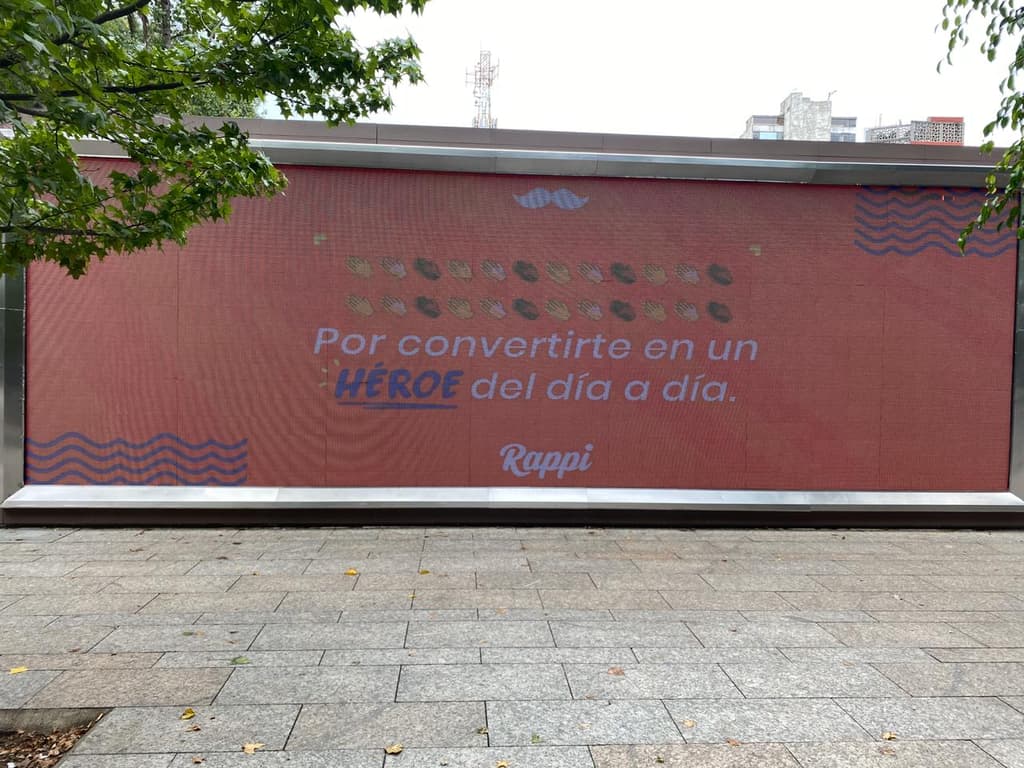 Por convertirte en un
HÉROE del día a día.
Rappi